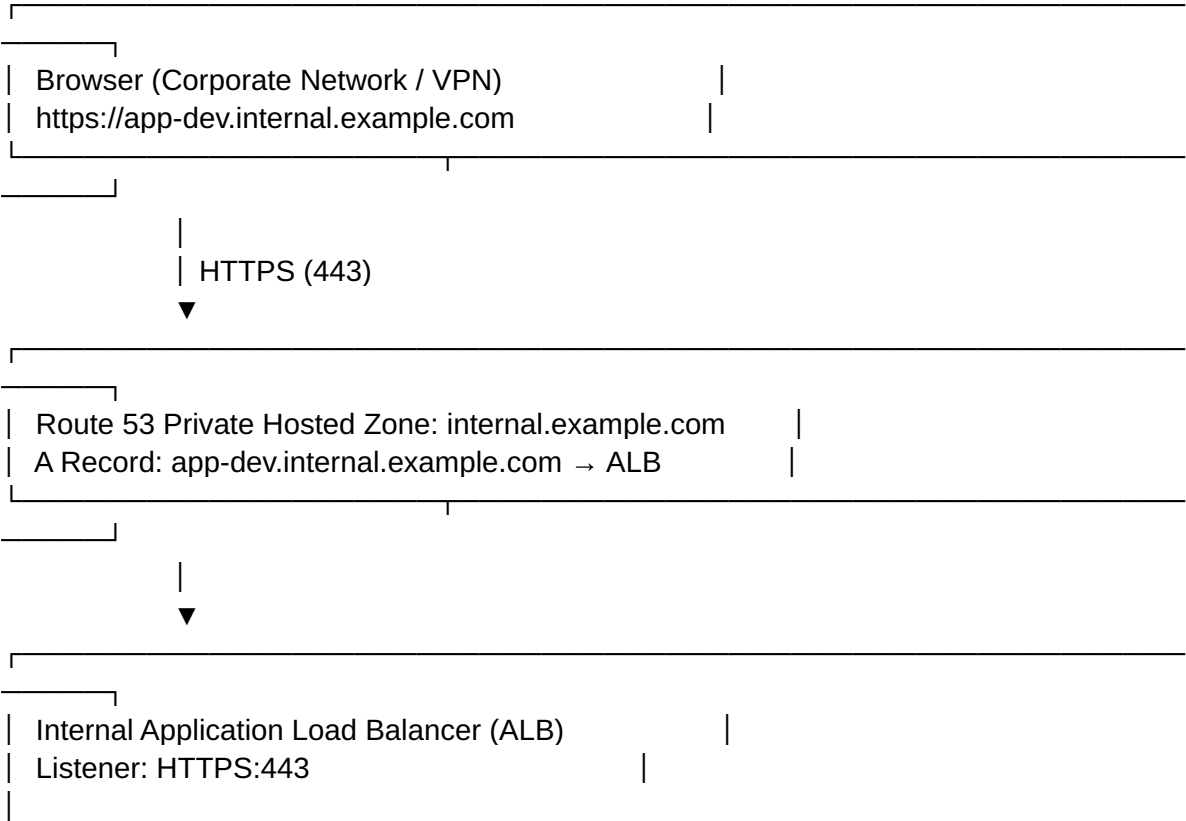 Browser (Corporate Network / VPN)
https://app-dev.internal.example.com
HTTPS (443)
▼
Route 53 Private Hosted Zone: internal.example.com
A Record: app-dev.internal.example.com → ALB
▼
Internal Application Load Balancer (ALB)
Listener: HTTPS:443